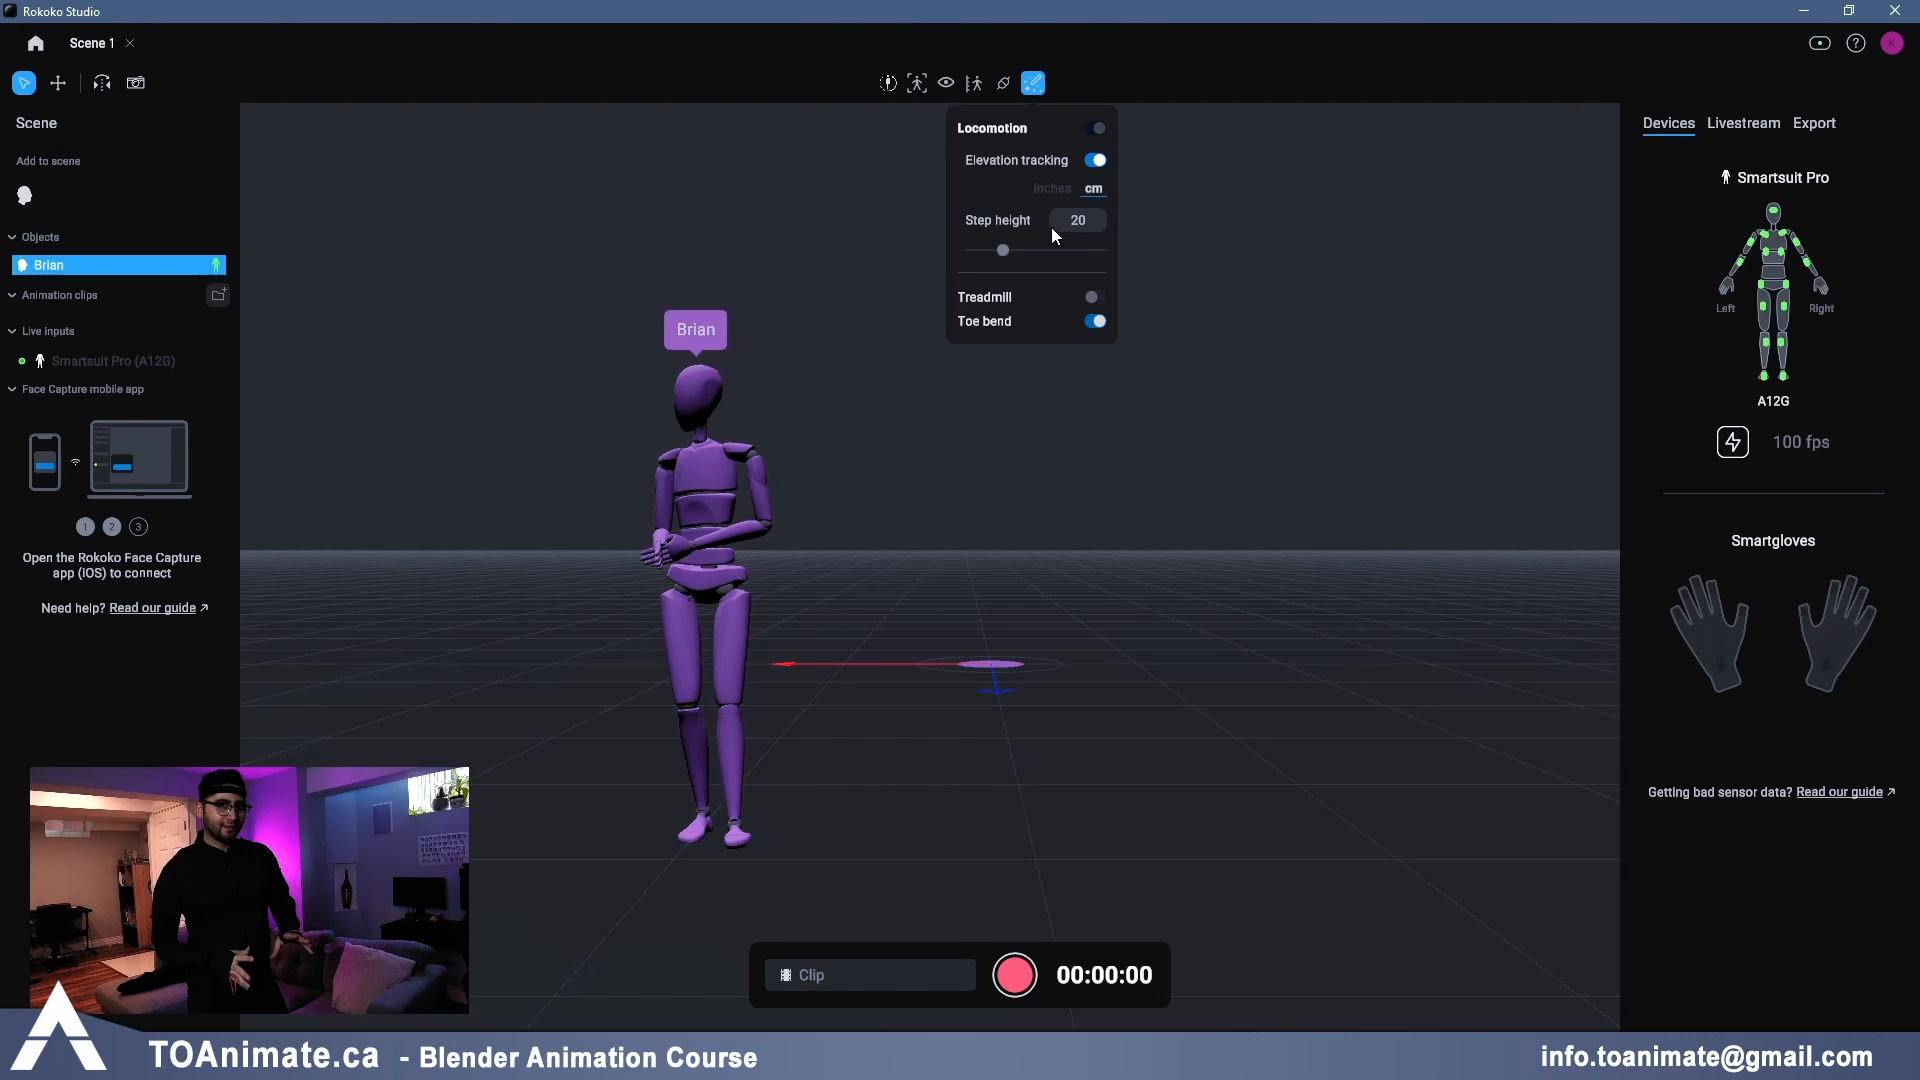 Rokoko Studio
Scene 1
Scene
Add to scene
Objects
Brian
Animation clips
Live inputs
Smartsuit Pro (A12G)
Face Capture mobile app
1 2 3
Open the Rokoko Face Capture
app (iOS) to connect
Need help? Read our guide ↗
Locomotion
Elevation tracking
Inches cm
Step height 20
Treadmill
Toe bend
Brian
Clip
00:00:00
K
Devices Livestream Export
Smartsuit Pro
Left Right
A12G
100 fps
Smartgloves
Getting bad sensor data? Read our guide ↗
TOAnimate.ca - Blender Animation Course
info.toanimate@gmail.com